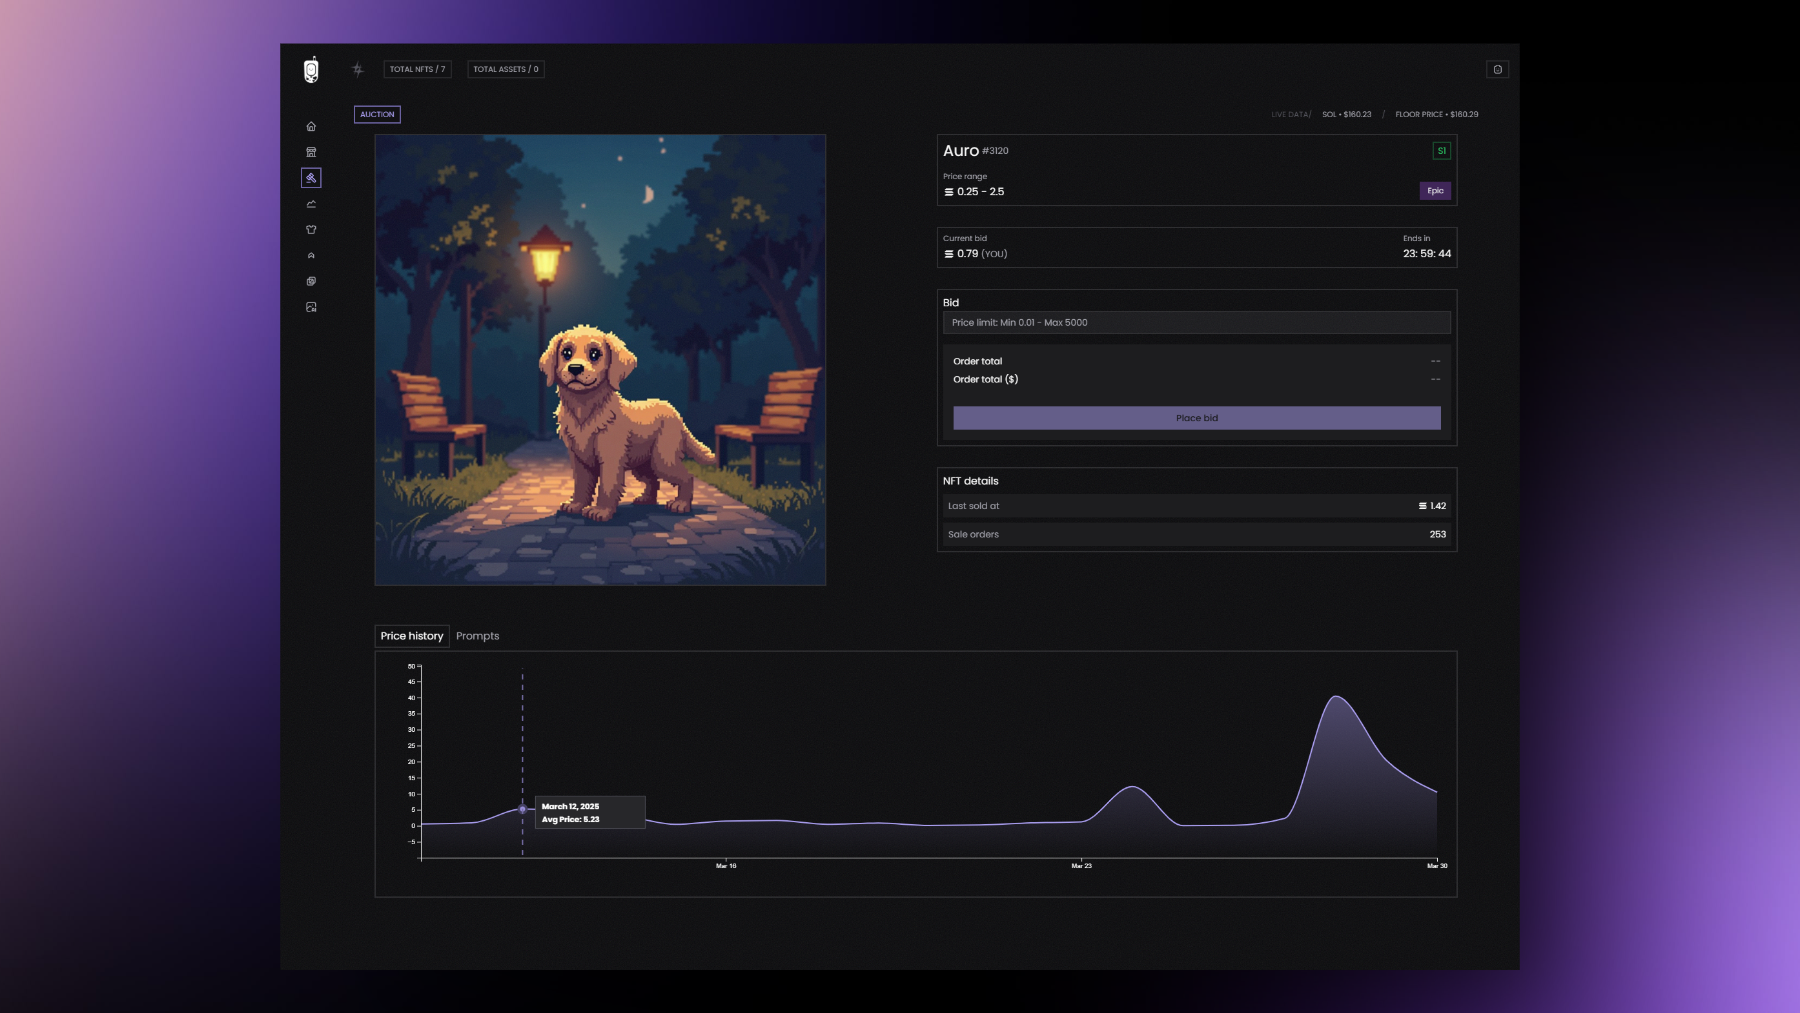 TOTAL NFTS / 7
TOTAL ASSETS / 0
AUCTION
LIVE DATA/ SOL • $160.23 / FLOOR PRICE • $160.29
Auro #3120
S1
Price range
0.25 - 2.5
Epic
Current bid
Ends in
0.79 (YOU)
23: 59: 44
Bid
Price limit: Min 0.01 - Max 5000
Order total --
Order total ($) --
Place bid
NFT details
Last sold at 1.42
Sale orders 253
Price history
Prompts
50
45
40
35
30
25
20
15
10
5
0
-5
March 12, 2025
Avg Price: 5.23
Mar 16
Mar 23
Mar 30